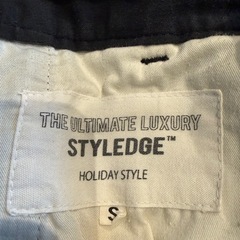 THE ULTIMATE LUXURY
STYLEDGE™
HOLIDAY STYLE
S